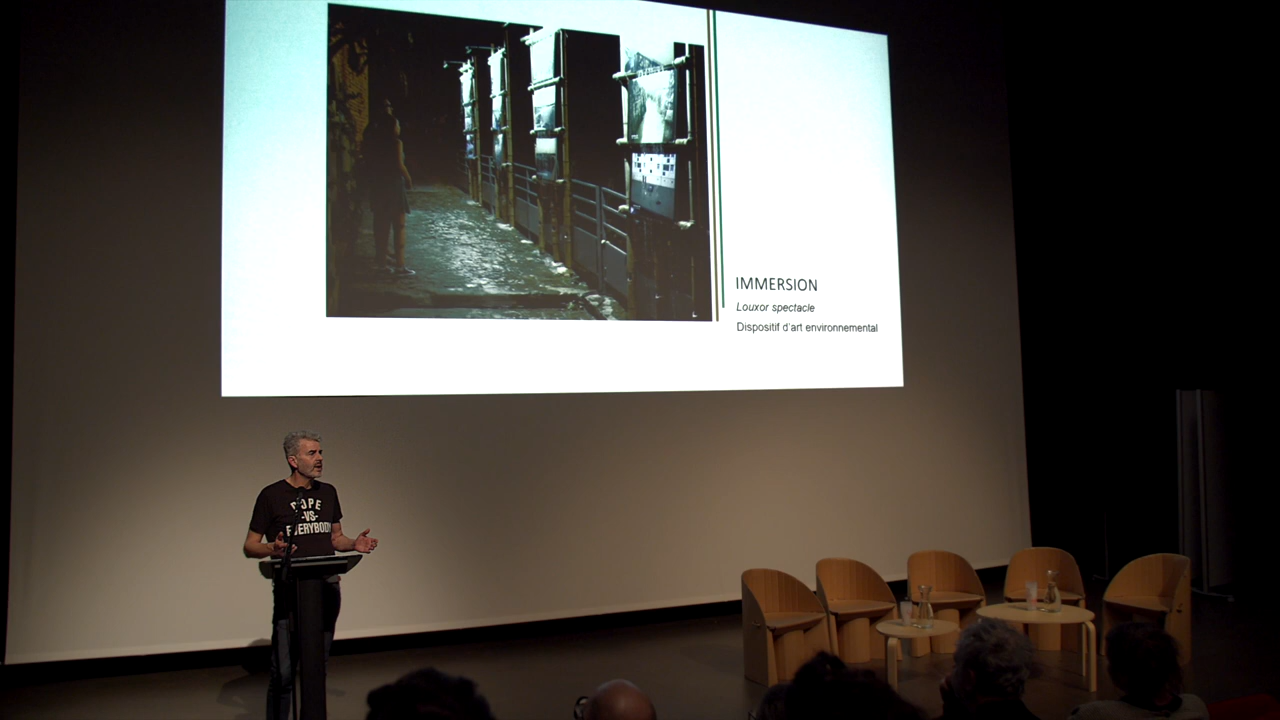 IMMERSION
Louxor spectacle
Dispositif d'art environnemental
DOPE
-VS-
EVERYBODY